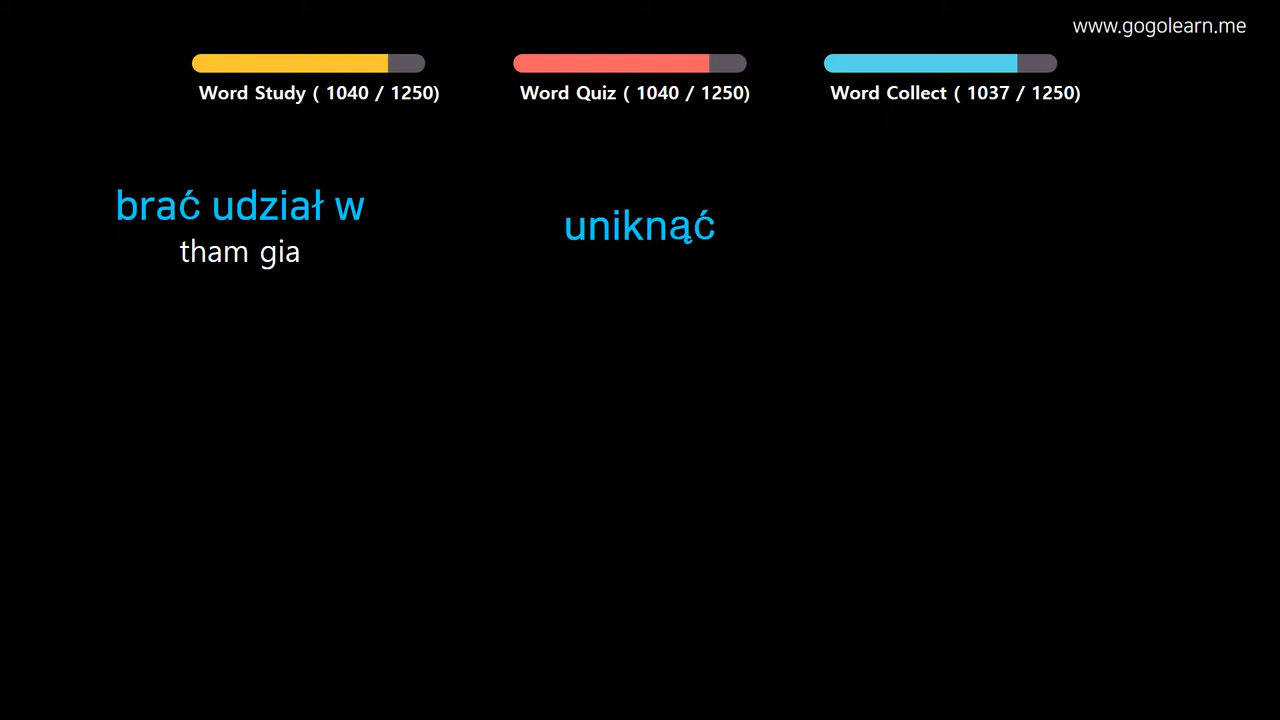 www.gogolearn.me
Word Study ( 1040 / 1250)
Word Quiz ( 1040 / 1250)
Word Collect ( 1037 / 1250)
brać udział w
tham gia
uniknąć